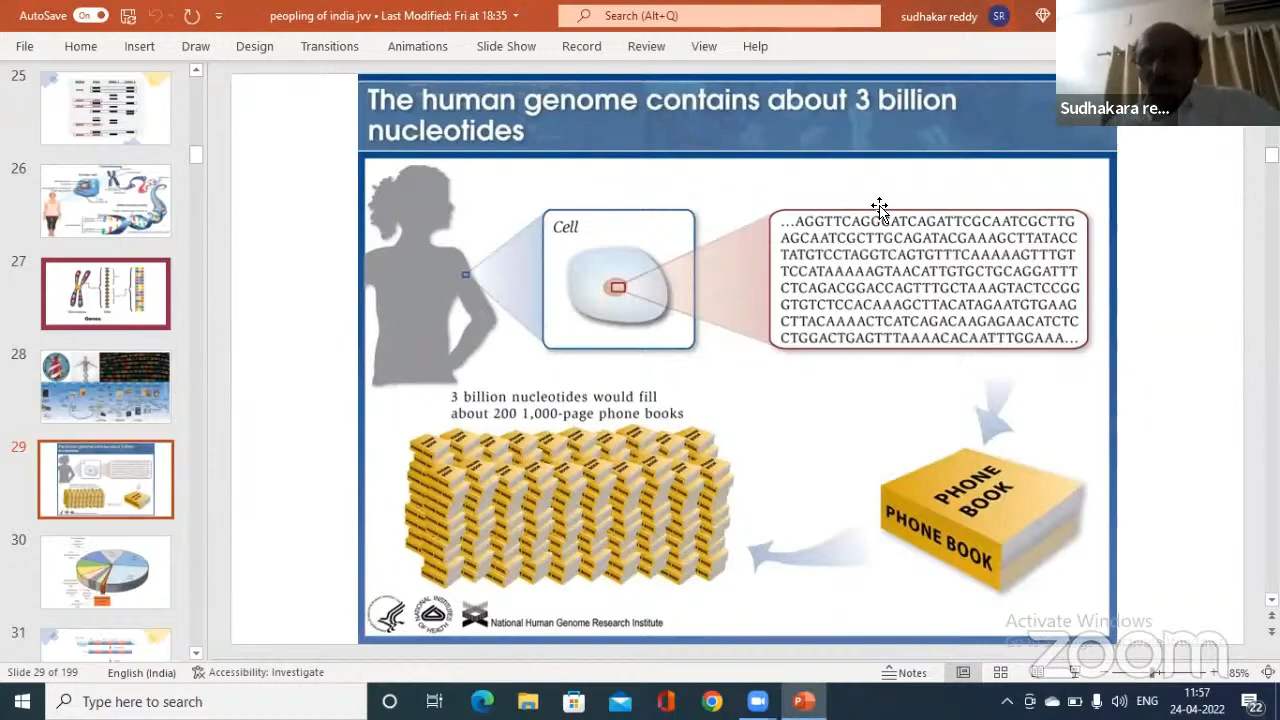 AutoSave On peopling of india jvv • Last Modified: Fri at 18:35 Search (Alt+Q) sudhakar reddy SR
File Home Insert Draw Design Transitions Animations Slide Show Record Review View Help
Sudhakara re...
25
26
27
28
29
30
31
The human genome contains about 3 billion
nucleotides
Cell
...AGGTTCAGGGATCAGATTCGCAATCGCTTG
AGCAATCGCTTGCAGATACGAAAGCTTATACC
TATGTCCTAGGTCAGTGTTTCAAAAAGTTTGT
TCCATAAAAAGTAACATTGTGCTGCAGGATTT
CTCAGACGGACCAGTTTGCTAAAGTACTCCGG
GTGTCTCCACAAAGCTTACATAGAATGTGAAG
CTTACAAAACTCATCAGACAAGAGAACATCTC
CTGGACTGAGTTTAAAACACAATTTGGAAA...
3 billion nucleotides would fill
about 200 1,000-page phone books
PHONE
BOOK
PHONE BOOK
National Human Genome Research Institute
Activate Windows
zoom
Slide 29 of 199 English (India) Accessibility: Investigate Notes 85%
Type here to search
ENG
11:57
24-04-2022
22